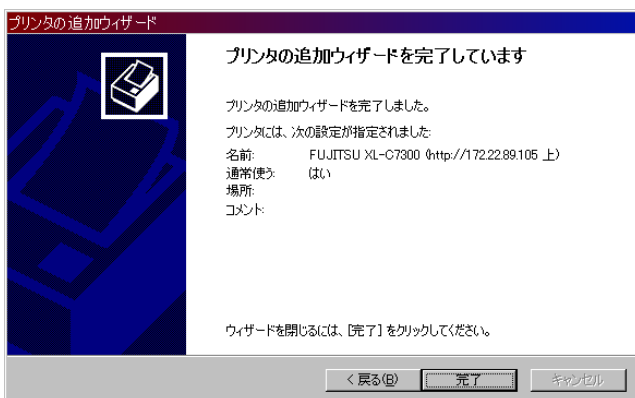 プリンタの追加ウィザード
プリンタの追加ウィザードを完了しています
プリンタの追加ウィザードを完了しました。
プリンタには、次の設定が指定されました:
名前: FUJITSU XL-C7300 (http://172.22.89.105 上)
通常使う: はい
場所:
コメント:
ウィザードを閉じるには、[完了] をクリックしてください。
< 戻る(B) 完了 キャンセル